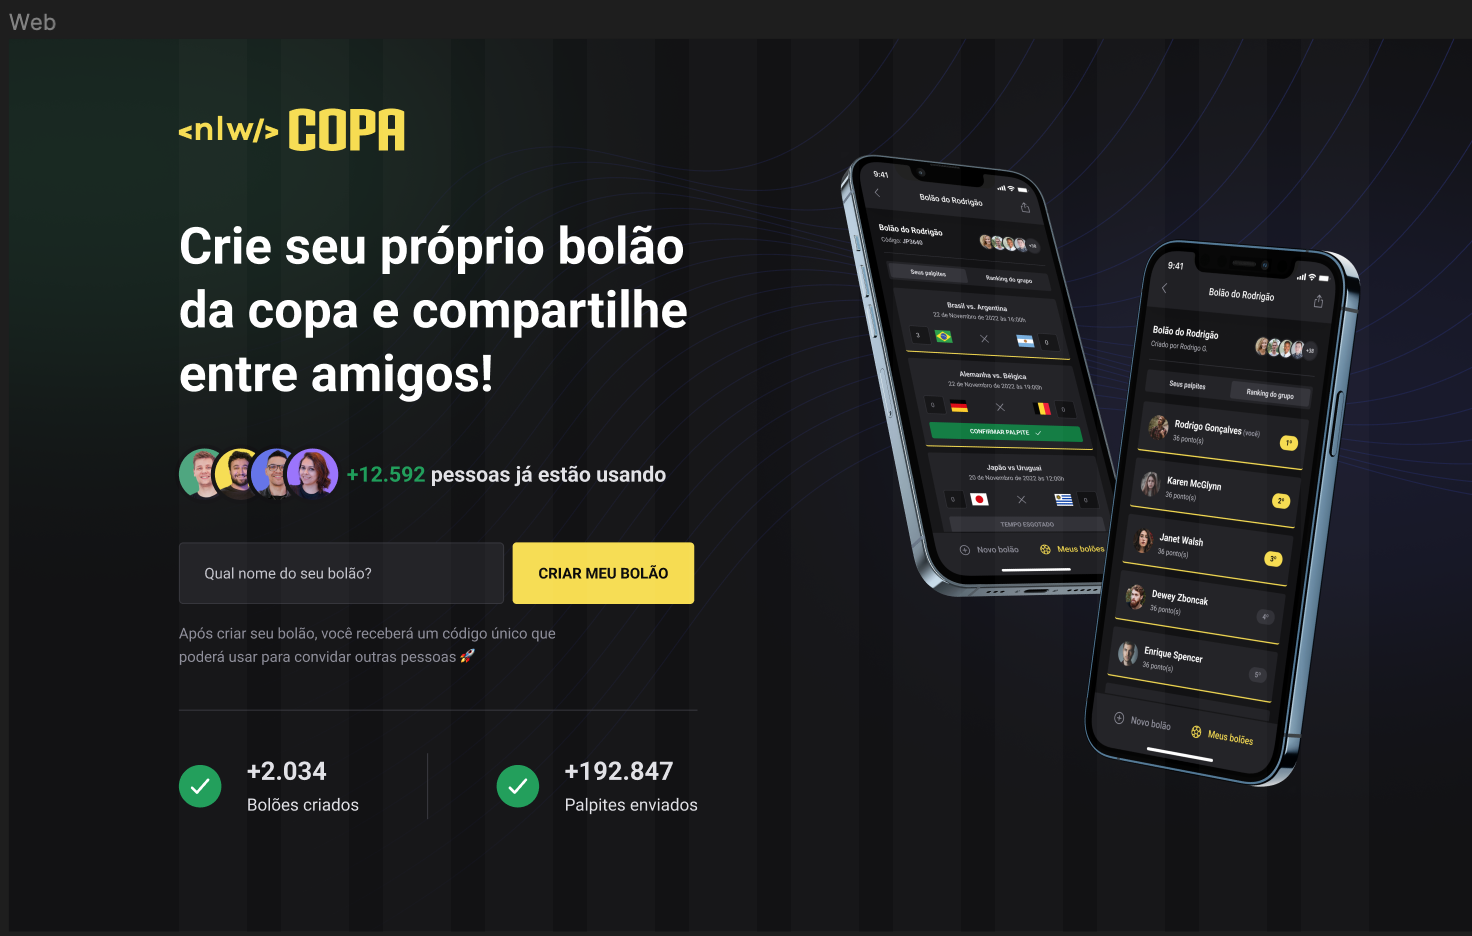 Web
<nlw/> COPA
Crie seu próprio bolão
da copa e compartilhe
entre amigos!
+12.592 pessoas já estão usando
Qual nome do seu bolão?
CRIAR MEU BOLÃO
Após criar seu bolão, você receberá um código único que
poderá usar para convidar outras pessoas 🚀
+2.034
Bolões criados
+192.847
Palpites enviados
9:41
Bolão do Rodrigão
Bolão do Rodrigão
Código: JP3640
+38
Seus palpites
Ranking do grupo
Brasil vs. Argentina
22 de Novembro de 2022 às 16:00h
3
0
Alemanha vs. Bélgica
22 de Novembro de 2022 às 19:00h
0
0
CONFIRMAR PALPITE
Japão vs Uruguai
20 de Novembro de 2022 às 12:00h
0
0
TEMPO ESGOTADO
Novo bolão
Meus bolões
9:41
Bolão do Rodrigão
Bolão do Rodrigão
Criado por Rodrigo G.
+38
Seus palpites
Ranking do grupo
Rodrigo Gonçalves (você)
36 ponto(s)
1º
Karen McGlynn
36 ponto(s)
2º
Janet Walsh
36 ponto(s)
3º
Dewey Zboncak
36 ponto(s)
4º
Enrique Spencer
36 ponto(s)
5º
Novo bolão
Meus bolões